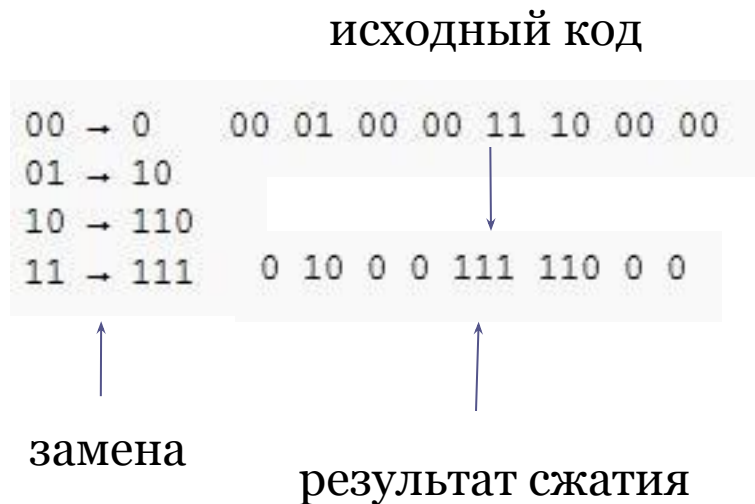 исходный код
00 → 0 00 01 00 00 11 10 00 00
01 → 10
10 → 110
11 → 111 0 10 0 0 111 110 0 0
замена
результат сжатия